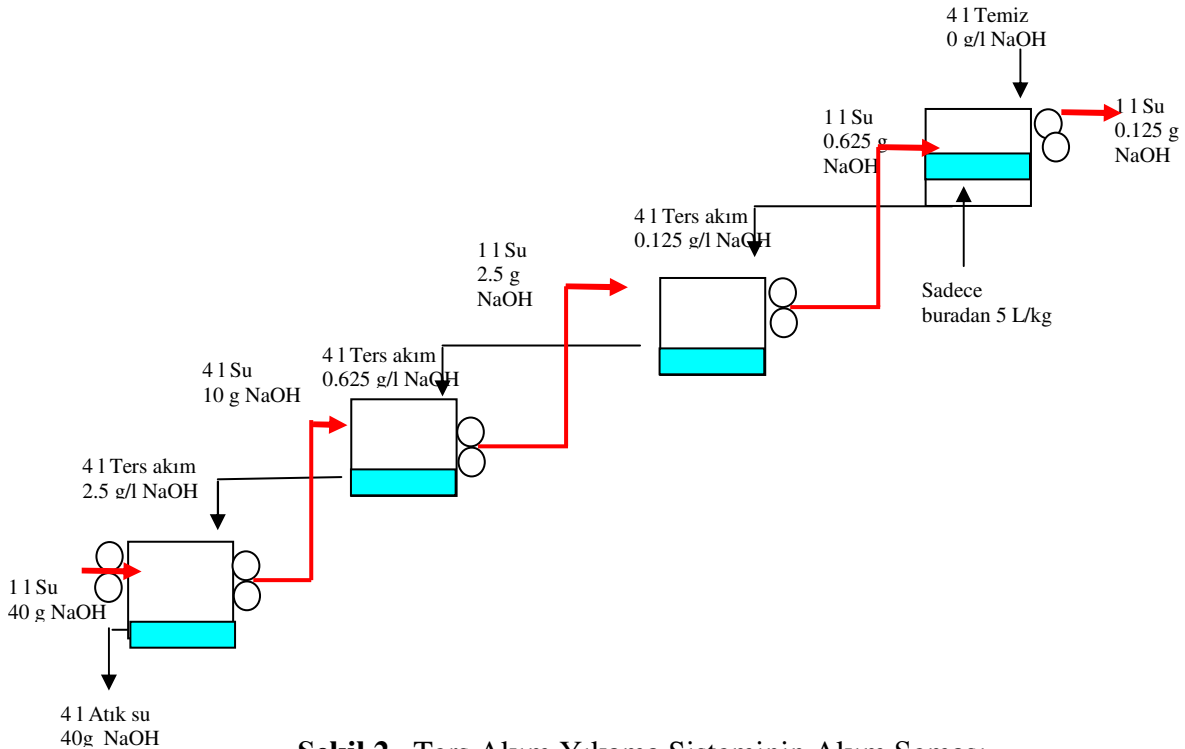 4 l Temiz
0 g/l NaOH
1 l Su
0.625 g
NaOH
1 l Su
0.125 g
NaOH
4 l Ters akım
0.125 g/l NaOH
1 l Su
2.5 g
NaOH
Sadece
buradan 5 L/kg
4 l Su
10 g NaOH
4 l Ters akım
0.625 g/l NaOH
4 l Ters akım
2.5 g/l NaOH
1 l Su
40 g NaOH
4 l Atık su
40g NaOH
Şekil 2. Ters Akım Yıkama Sisteminin Akım Şeması